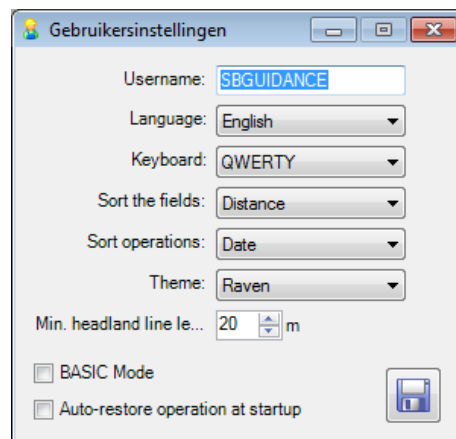 Gebruikersinstellingen
Username: SBGUIDANCE
Language: English
Keyboard: QWERTY
Sort the fields: Distance
Sort operations: Date
Theme: Raven
Min. headland line le... 20 m
BASIC Mode
Auto-restore operation at startup